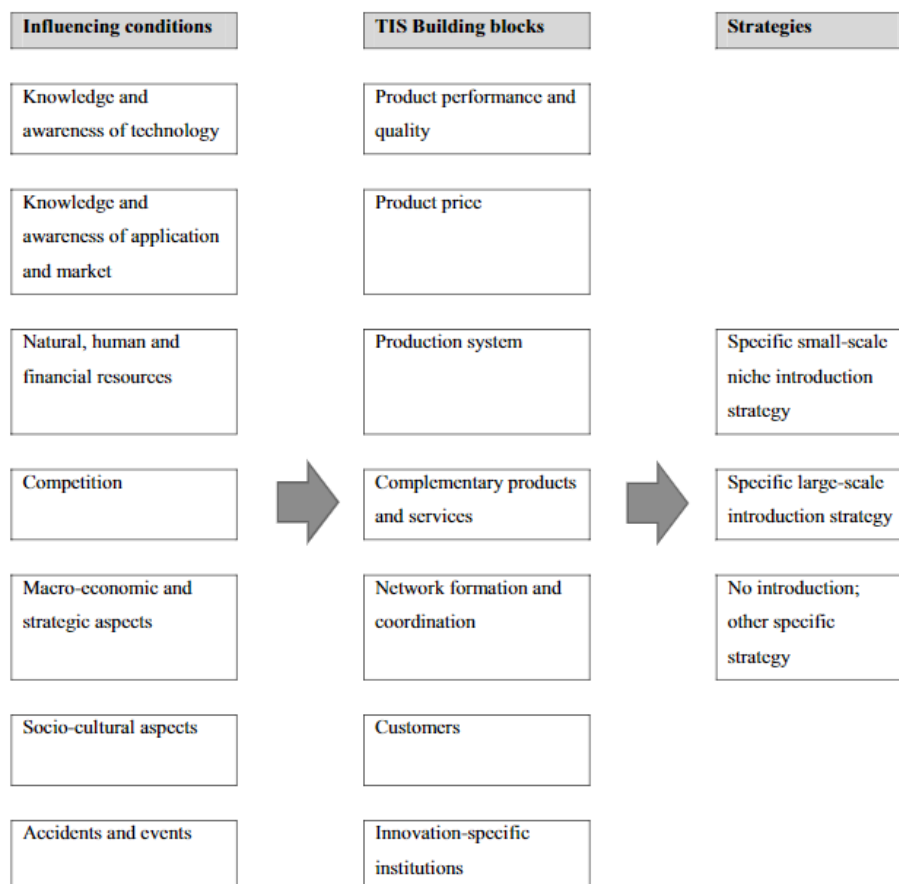 Influencing conditions
Knowledge and
awareness of technology
Knowledge and
awareness of application
and market
Natural, human and
financial resources
Competition
Macro-economic and
strategic aspects
Socio-cultural aspects
Accidents and events
TIS Building blocks
Product performance and
quality
Product price
Production system
Complementary products
and services
Network formation and
coordination
Customers
Innovation-specific
institutions
Strategies
Specific small-scale
niche introduction
strategy
Specific large-scale
introduction strategy
No introduction;
other specific
strategy